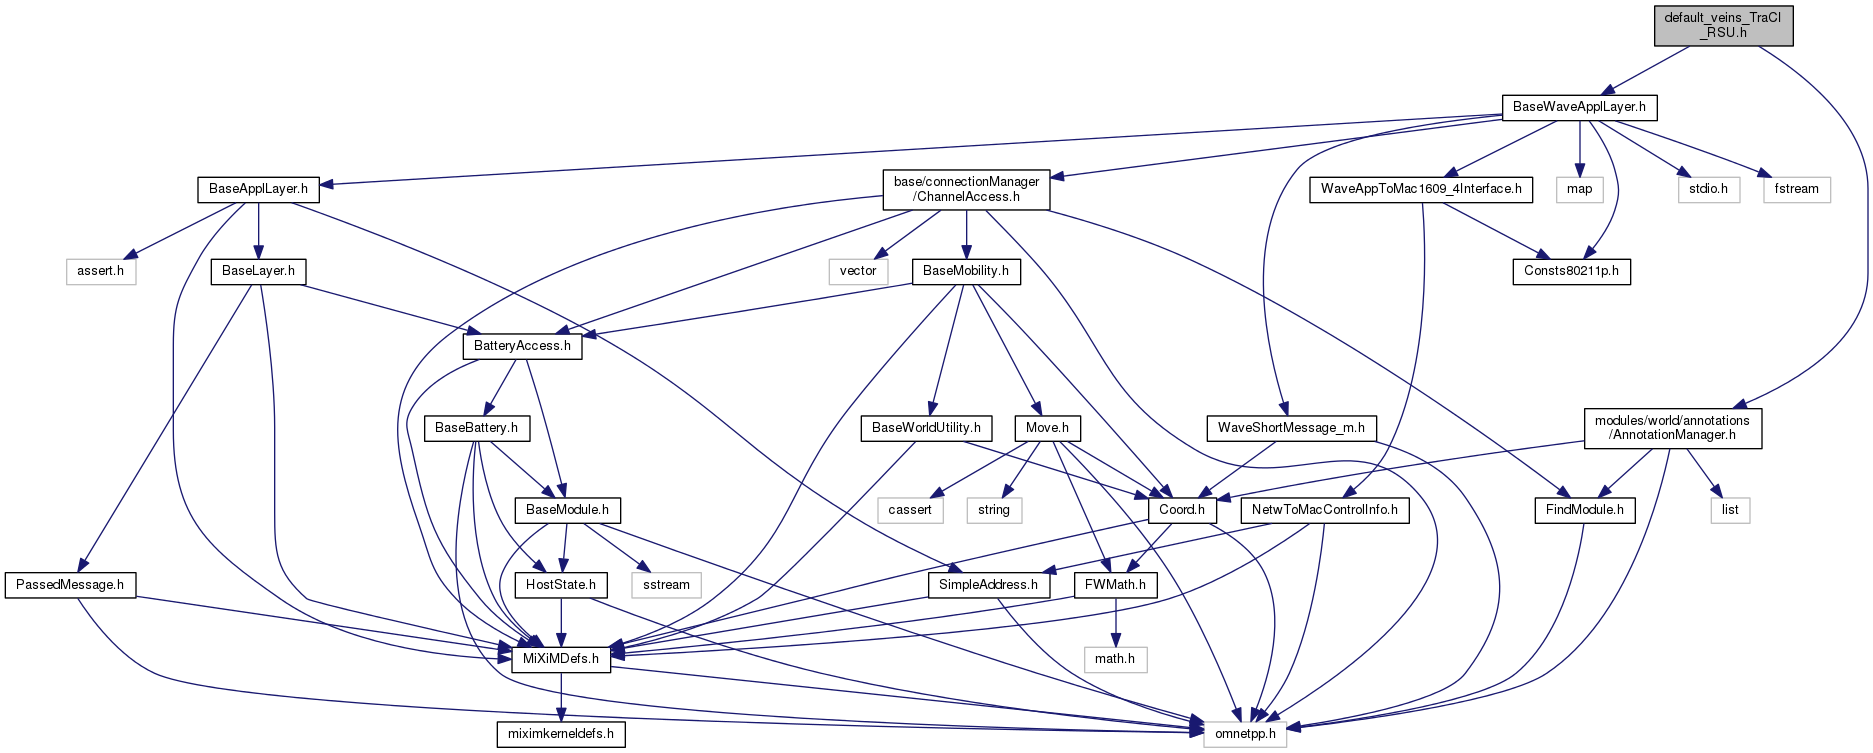 default_veins_TraCI
_RSU.h
BaseWaveApplLayer.h
BaseApplLayer.h
base/connectionManager
/ChannelAccess.h
WaveAppToMac1609_4Interface.h
map
stdio.h
fstream
assert.h
BaseLayer.h
vector
BaseMobility.h
Consts80211p.h
BatteryAccess.h
BaseBattery.h
BaseWorldUtility.h
Move.h
WaveShortMessage_m.h
modules/world/annotations
/AnnotationManager.h
BaseModule.h
cassert
string
Coord.h
NetwToMacControlInfo.h
FindModule.h
list
PassedMessage.h
HostState.h
sstream
SimpleAddress.h
FWMath.h
MiXiMDefs.h
math.h
miximkerneldefs.h
omnetpp.h